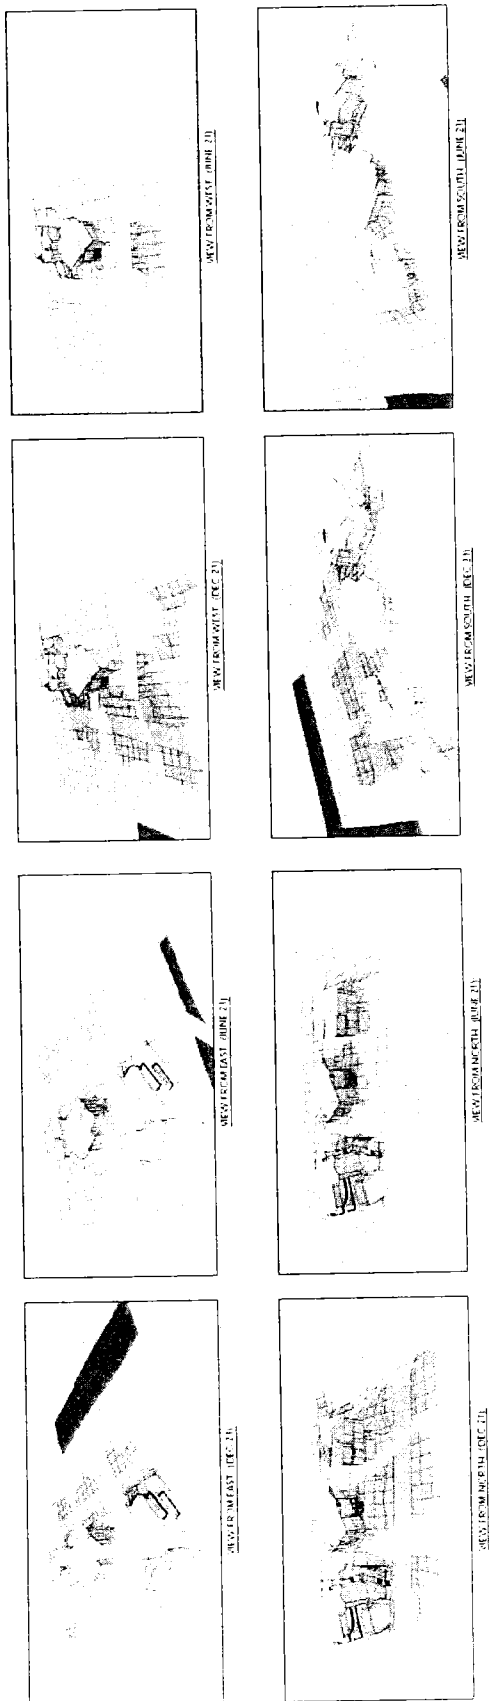 VIEW FROM EAST (DEC 21)
VIEW FROM EAST (JUNE 21)
VIEW FROM WEST (DEC 21)
VIEW FROM WEST (JUNE 21)
VIEW FROM NORTH (DEC 21)
VIEW FROM NORTH (JUNE 21)
VIEW FROM SOUTH (DEC 21)
VIEW FROM SOUTH (JUNE 21)